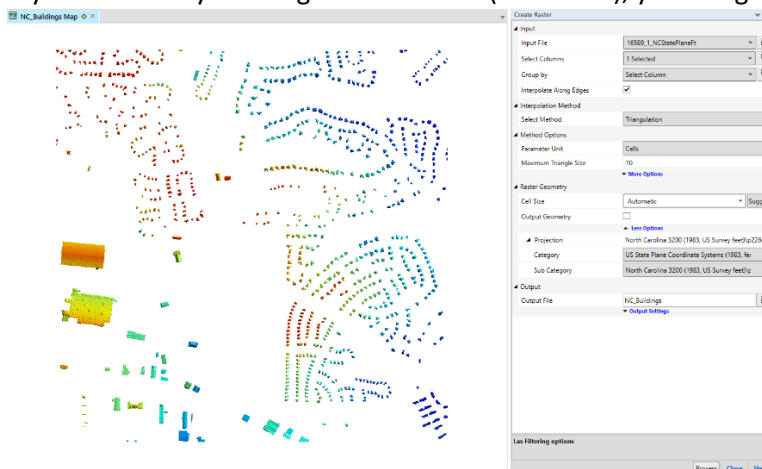 NC_Buildings Map
Create Raster
Input
Input File 16589_1_NCStatePlaneFt
Select Columns 1 Selected
Group by Select Column
Interpolate Along Edges
Interpolation Method
Select Method Triangulation
Method Options
Parameter Unit Cells
Maximum Triangle Size 10
More Options
Raster Geometry
Cell Size Automatic Sugg
Output Geometry
Less Options
Projection North Carolina 3200 (1983, US Survey feet)\p226
Category US State Plane Coordinate Systems (1983, fe
Sub Category North Carolina 3200 (1983, US Survey feet)\p
Output
Output File NC_Buildings
Output Settings
Las Filtering options
Process Close